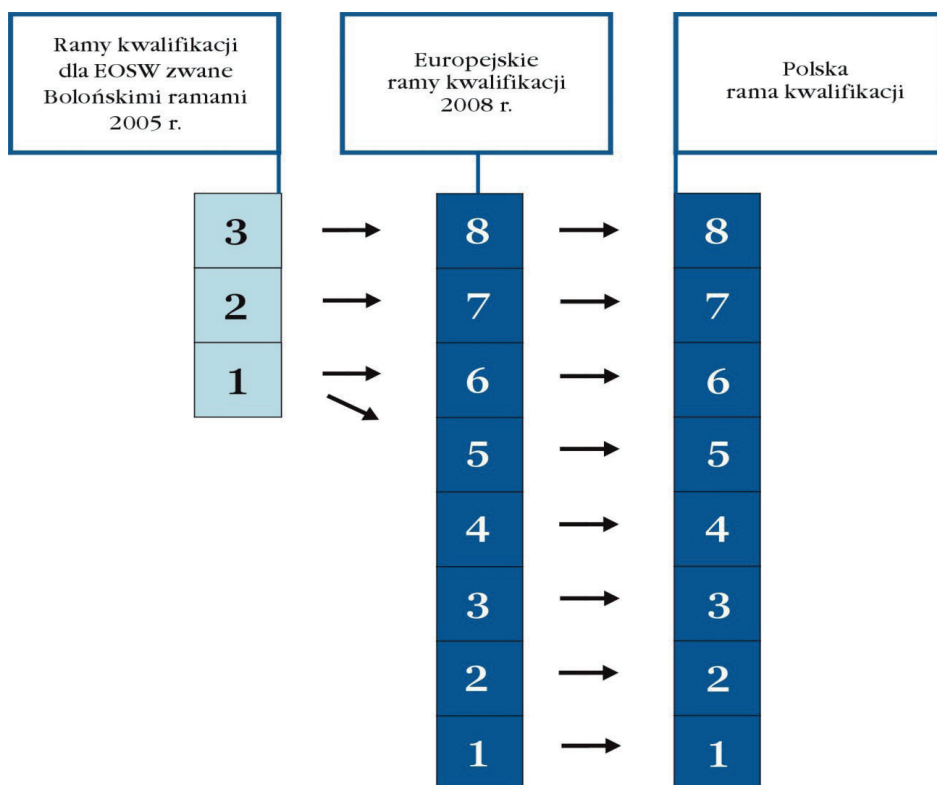 Ramy kwalifikacji
dla EOSW zwane
Bolońskimi ramami
2005 r.
Europejskie
ramy kwalifikacji
2008 r.
Polska
rama kwalifikacji
3
2
1
8
7
6
5
4
3
2
1
8
7
6
5
4
3
2
1